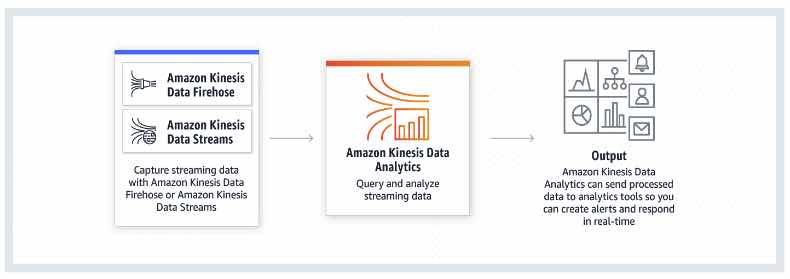 Amazon Kinesis
Data Firehose
Amazon Kinesis
Data Streams
Capture streaming data
with Amazon Kinesis Data
Firehose or Amazon Kinesis
Data Streams
Amazon Kinesis Data
Analytics
Query and analyze
streaming data
Output
Amazon Kinesis Data
Analytics can send processed
data to analytics tools so you
can create alerts and respond
in real-time